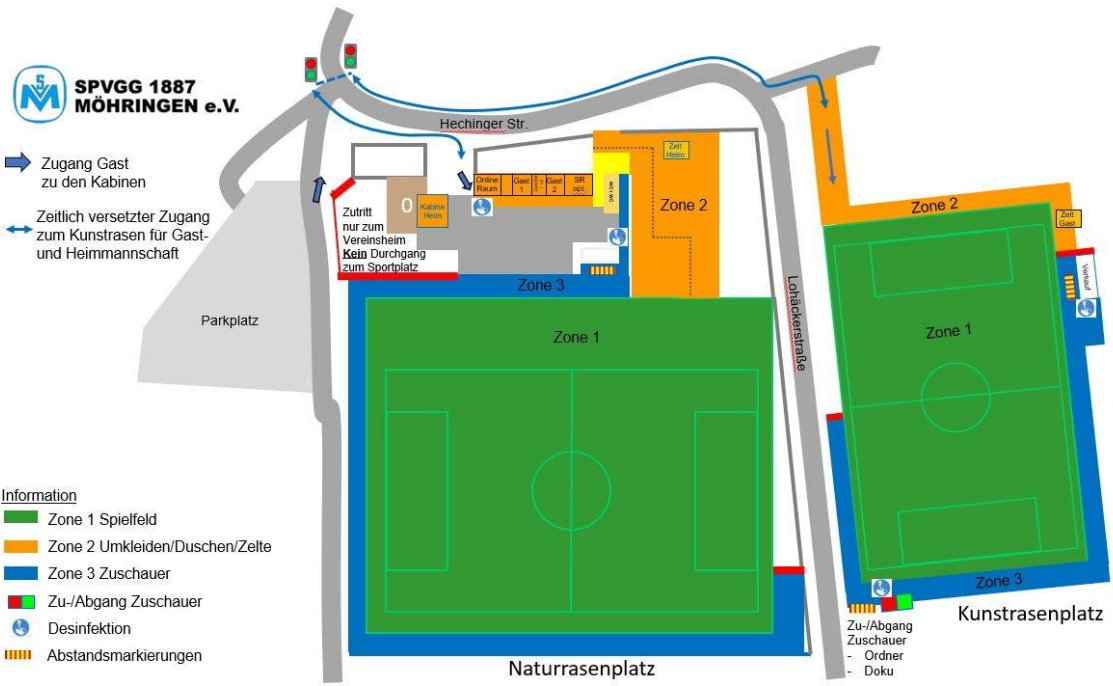 SPVGG 1887
MÖHRINGEN e.V.
Zugang Gast
zu den Kabinen
Zeitlich versetzter Zugang
zum Kunstrasen für Gast-
und Heimmannschaft
Parkplatz
Information
Zone 1 Spielfeld
Zone 2 Umkleiden/Duschen/Zelte
Zone 3 Zuschauer
Zu-/Abgang Zuschauer
Desinfektion
Abstandsmarkierungen
Hechinger Str.
Zutritt
nur zum
Vereinsheim
Kein Durchgang
zum Sportplatz
0
Kabine
Heim
Online
Raum
Gast
1
Gast
2
SR
opt.
Zelt
Heim
Zone 2
Zone 3
Zone 1
Naturrasenplatz
Lohäckerstraße
Zone 2
Zelt
Gast
Verkauf
Zone 1
Zone 3
Kunstrasenplatz
Zu-/Abgang
Zuschauer
- Ordner
- Doku